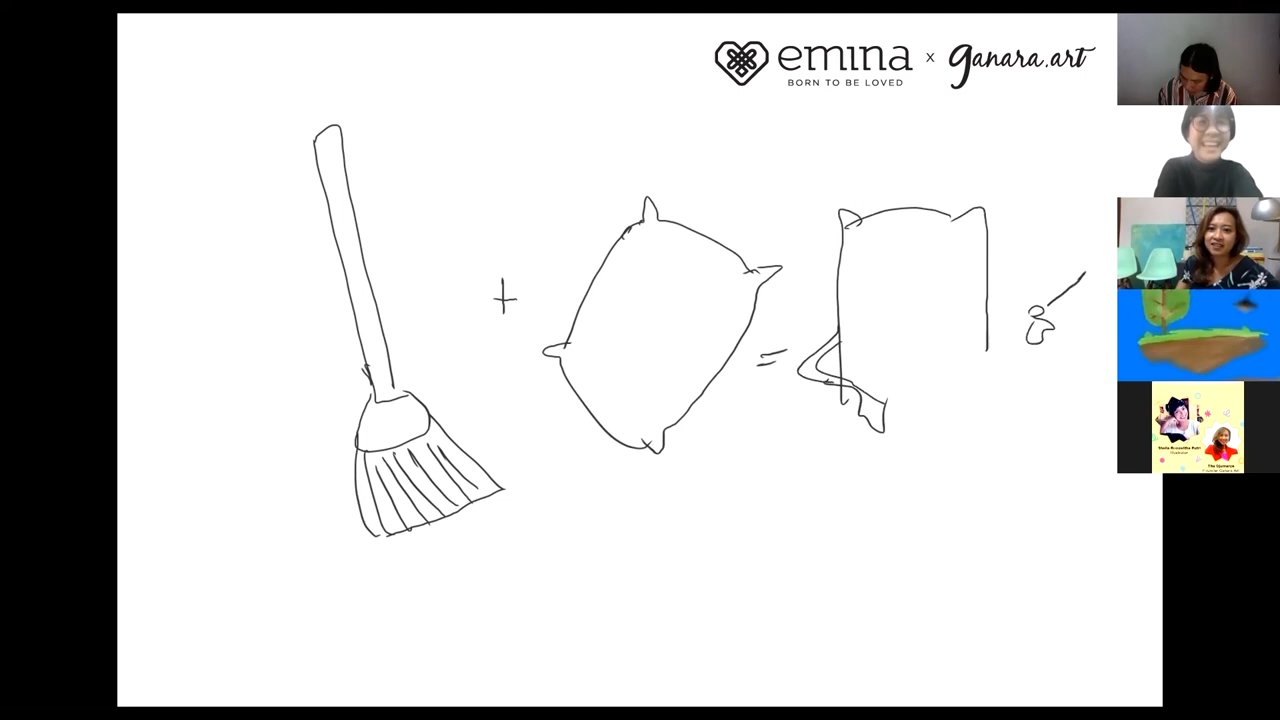 emina x ganara.art
BORN TO BE LOVED
+
=